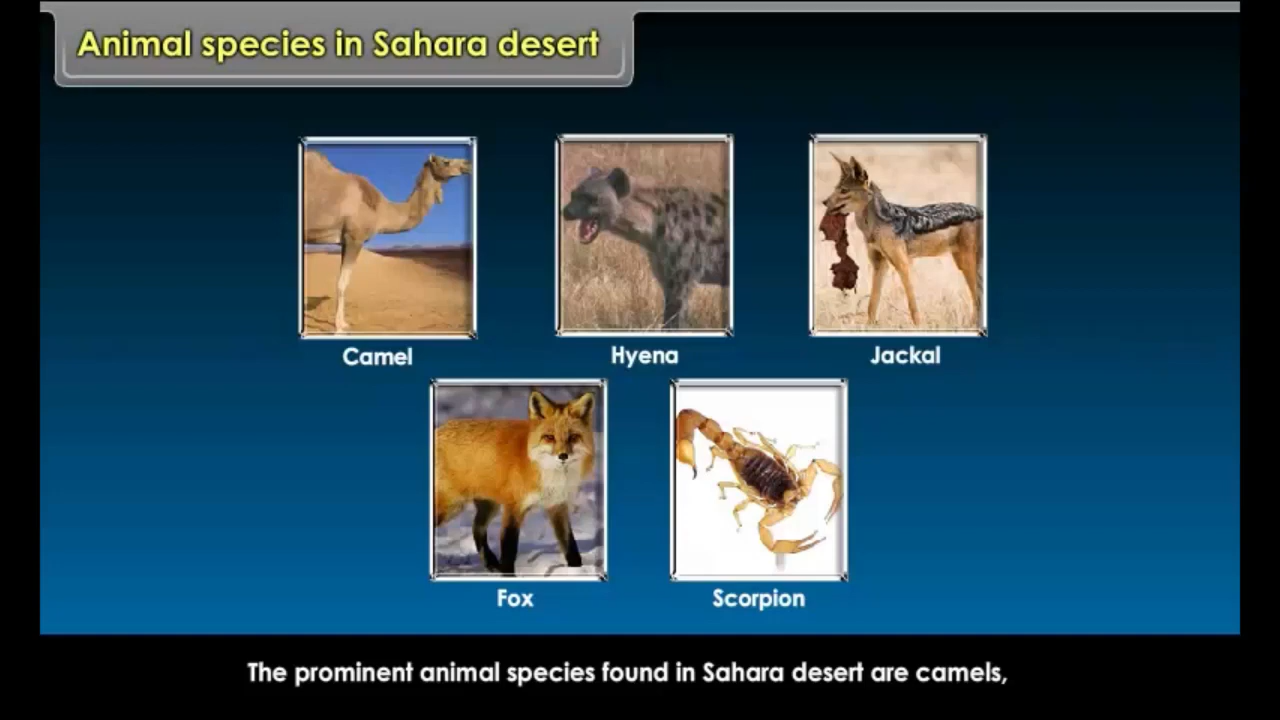 Animal species in Sahara desert
Camel
Hyena
Jackal
Fox
Scorpion
The prominent animal species found in Sahara desert are camels,